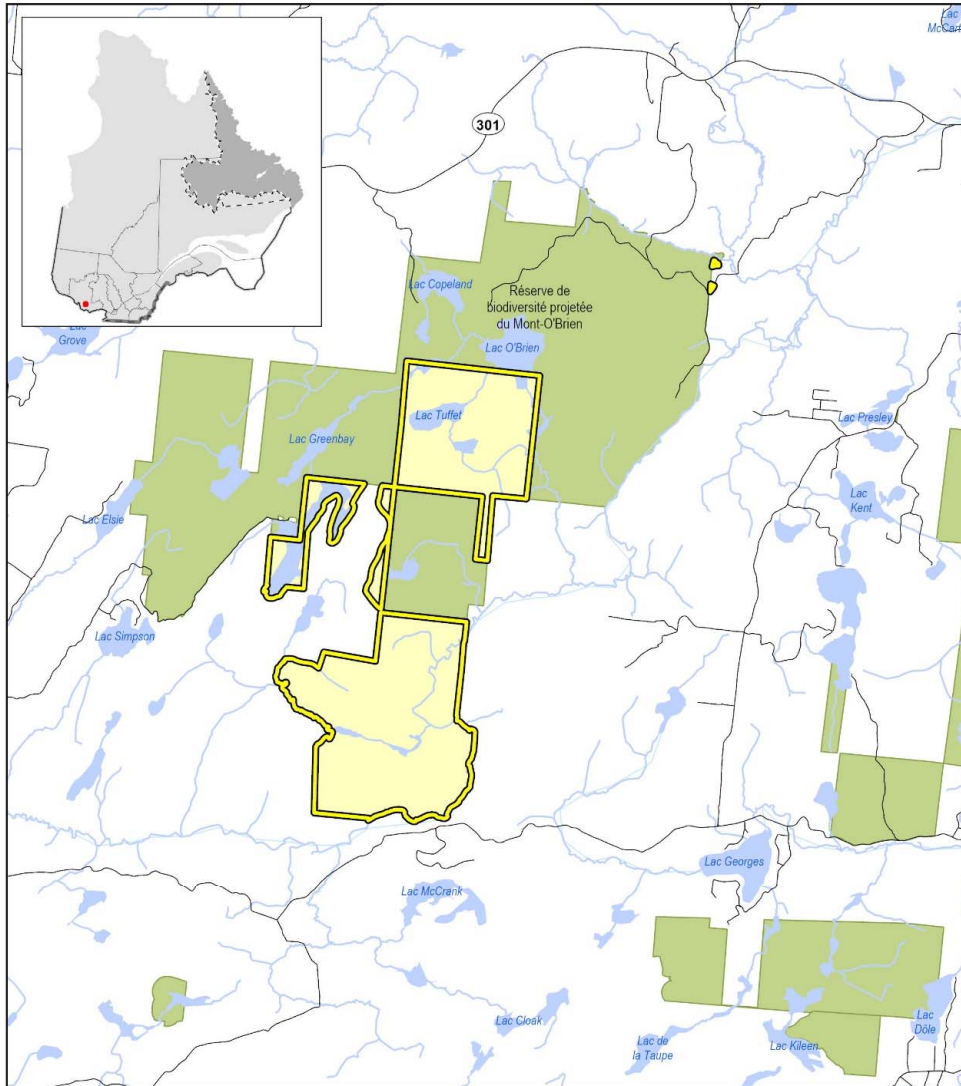 Lac
McCart
301
Lac Copeland
Réserve de
biodiversité projetée
du Mont-O'Brien
Lac O'Brien
Grove
Lac Tuffet
Lac Presley
Lac Greenbay
Lac
Kent
Lac Elsie
Lac Simpson
Lac Georges
Lac McCrank
Lac Cloak
Lac de
la Taupe
Lac Kileen
Lac
Dôle